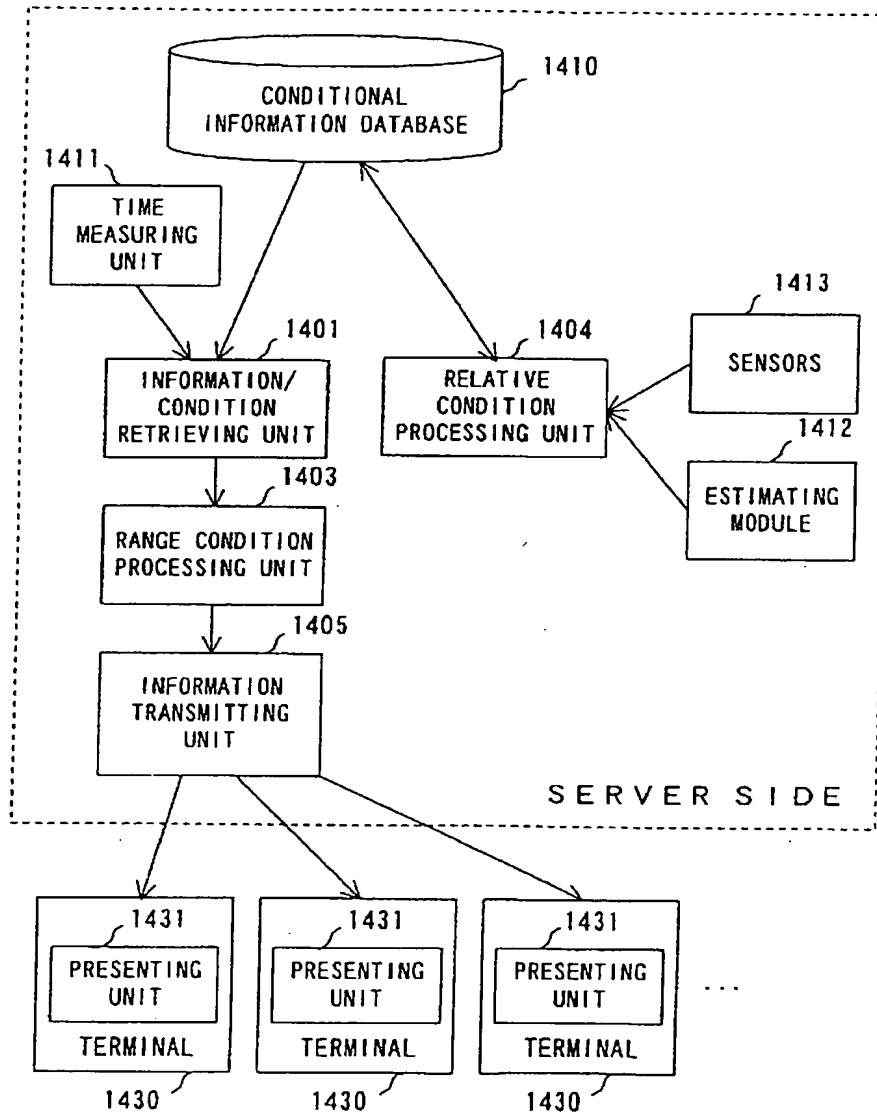 1410
CONDITIONAL
INFORMATION DATABASE
1411
TIME
MEASURING
UNIT
1401
INFORMATION/
CONDITION
RETRIEVING UNIT
1404
RELATIVE
CONDITION
PROCESSING UNIT
1413
SENSORS
1412
ESTIMATING
MODULE
1403
RANGE CONDITION
PROCESSING UNIT
1405
INFORMATION
TRANSMITTING
UNIT
SERVER SIDE
1431
PRESENTING
UNIT
TERMINAL
1430
1431
PRESENTING
UNIT
TERMINAL
1430
1431
PRESENTING
UNIT
TERMINAL
1430
...